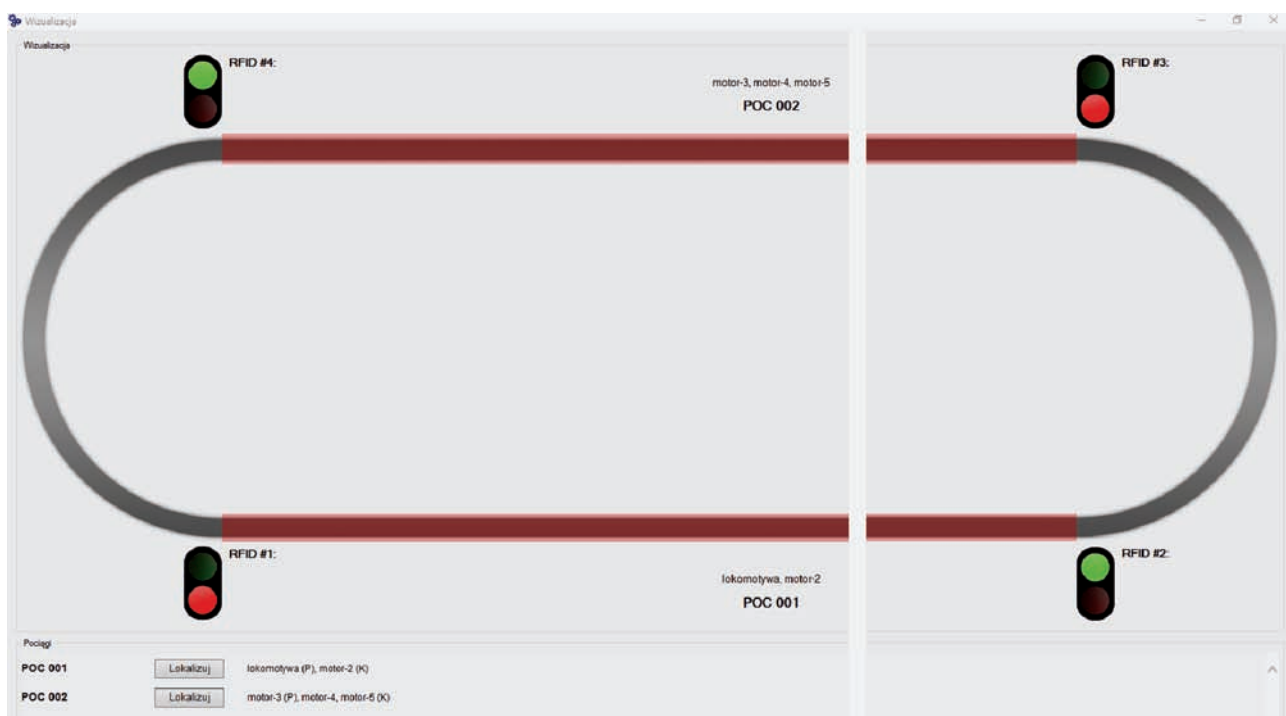 Wizualizacja
Wizualizacja
RFID #4:
RFID #3:
motor-3, motor-4, motor-5
POC 002
RFID #1:
RFID #2:
lokomotywa, motor-2
POC 001
Pociągi
POC 001 Lokalizuj lokomotywa (P), motor-2 (K)
POC 002 Lokalizuj motor-3 (P), motor-4, motor-5 (K)